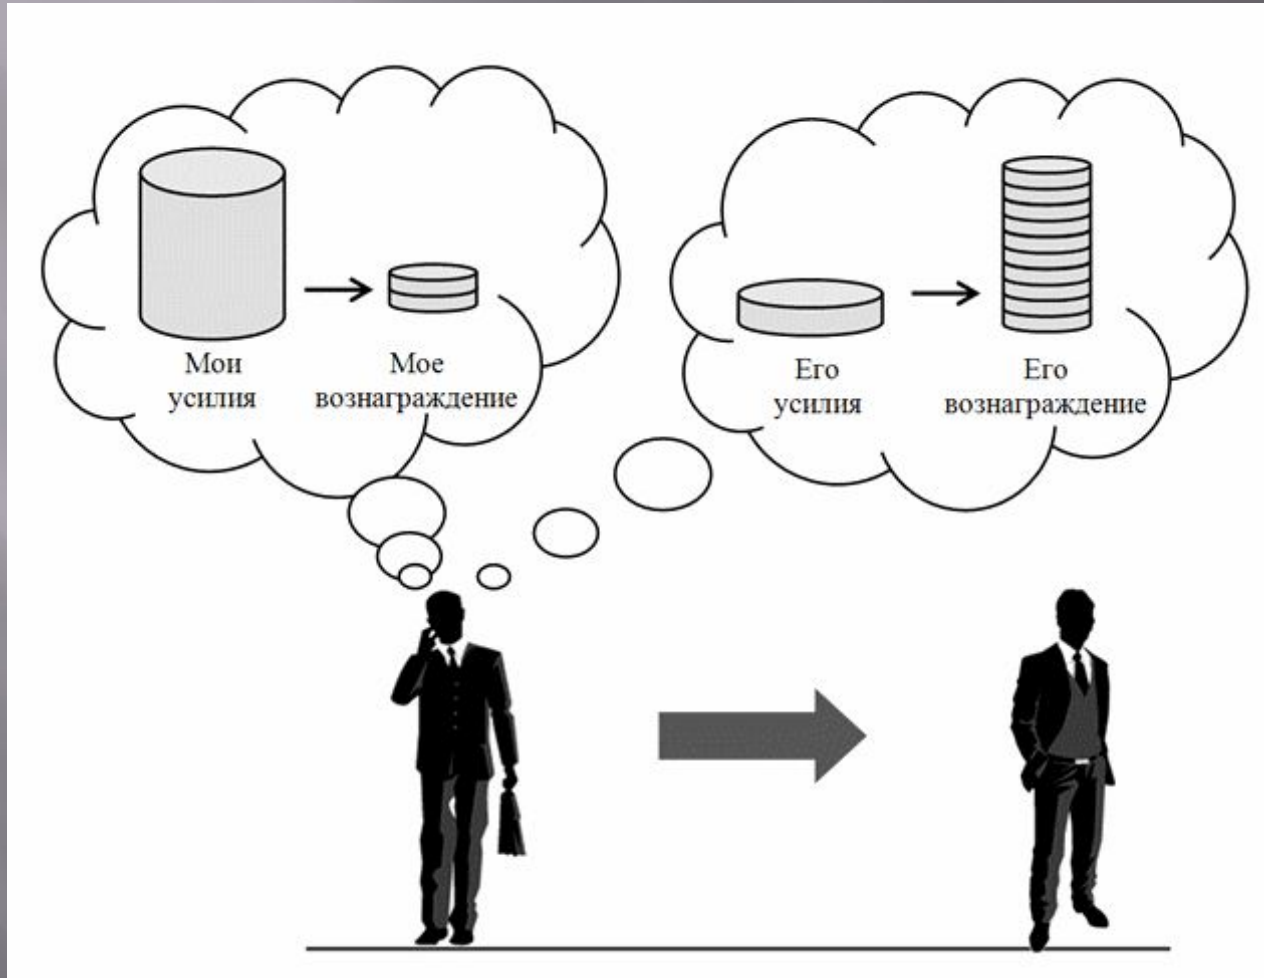 Мои
усилия
Мое
вознаграждение
Его
усилия
Его
вознаграждение